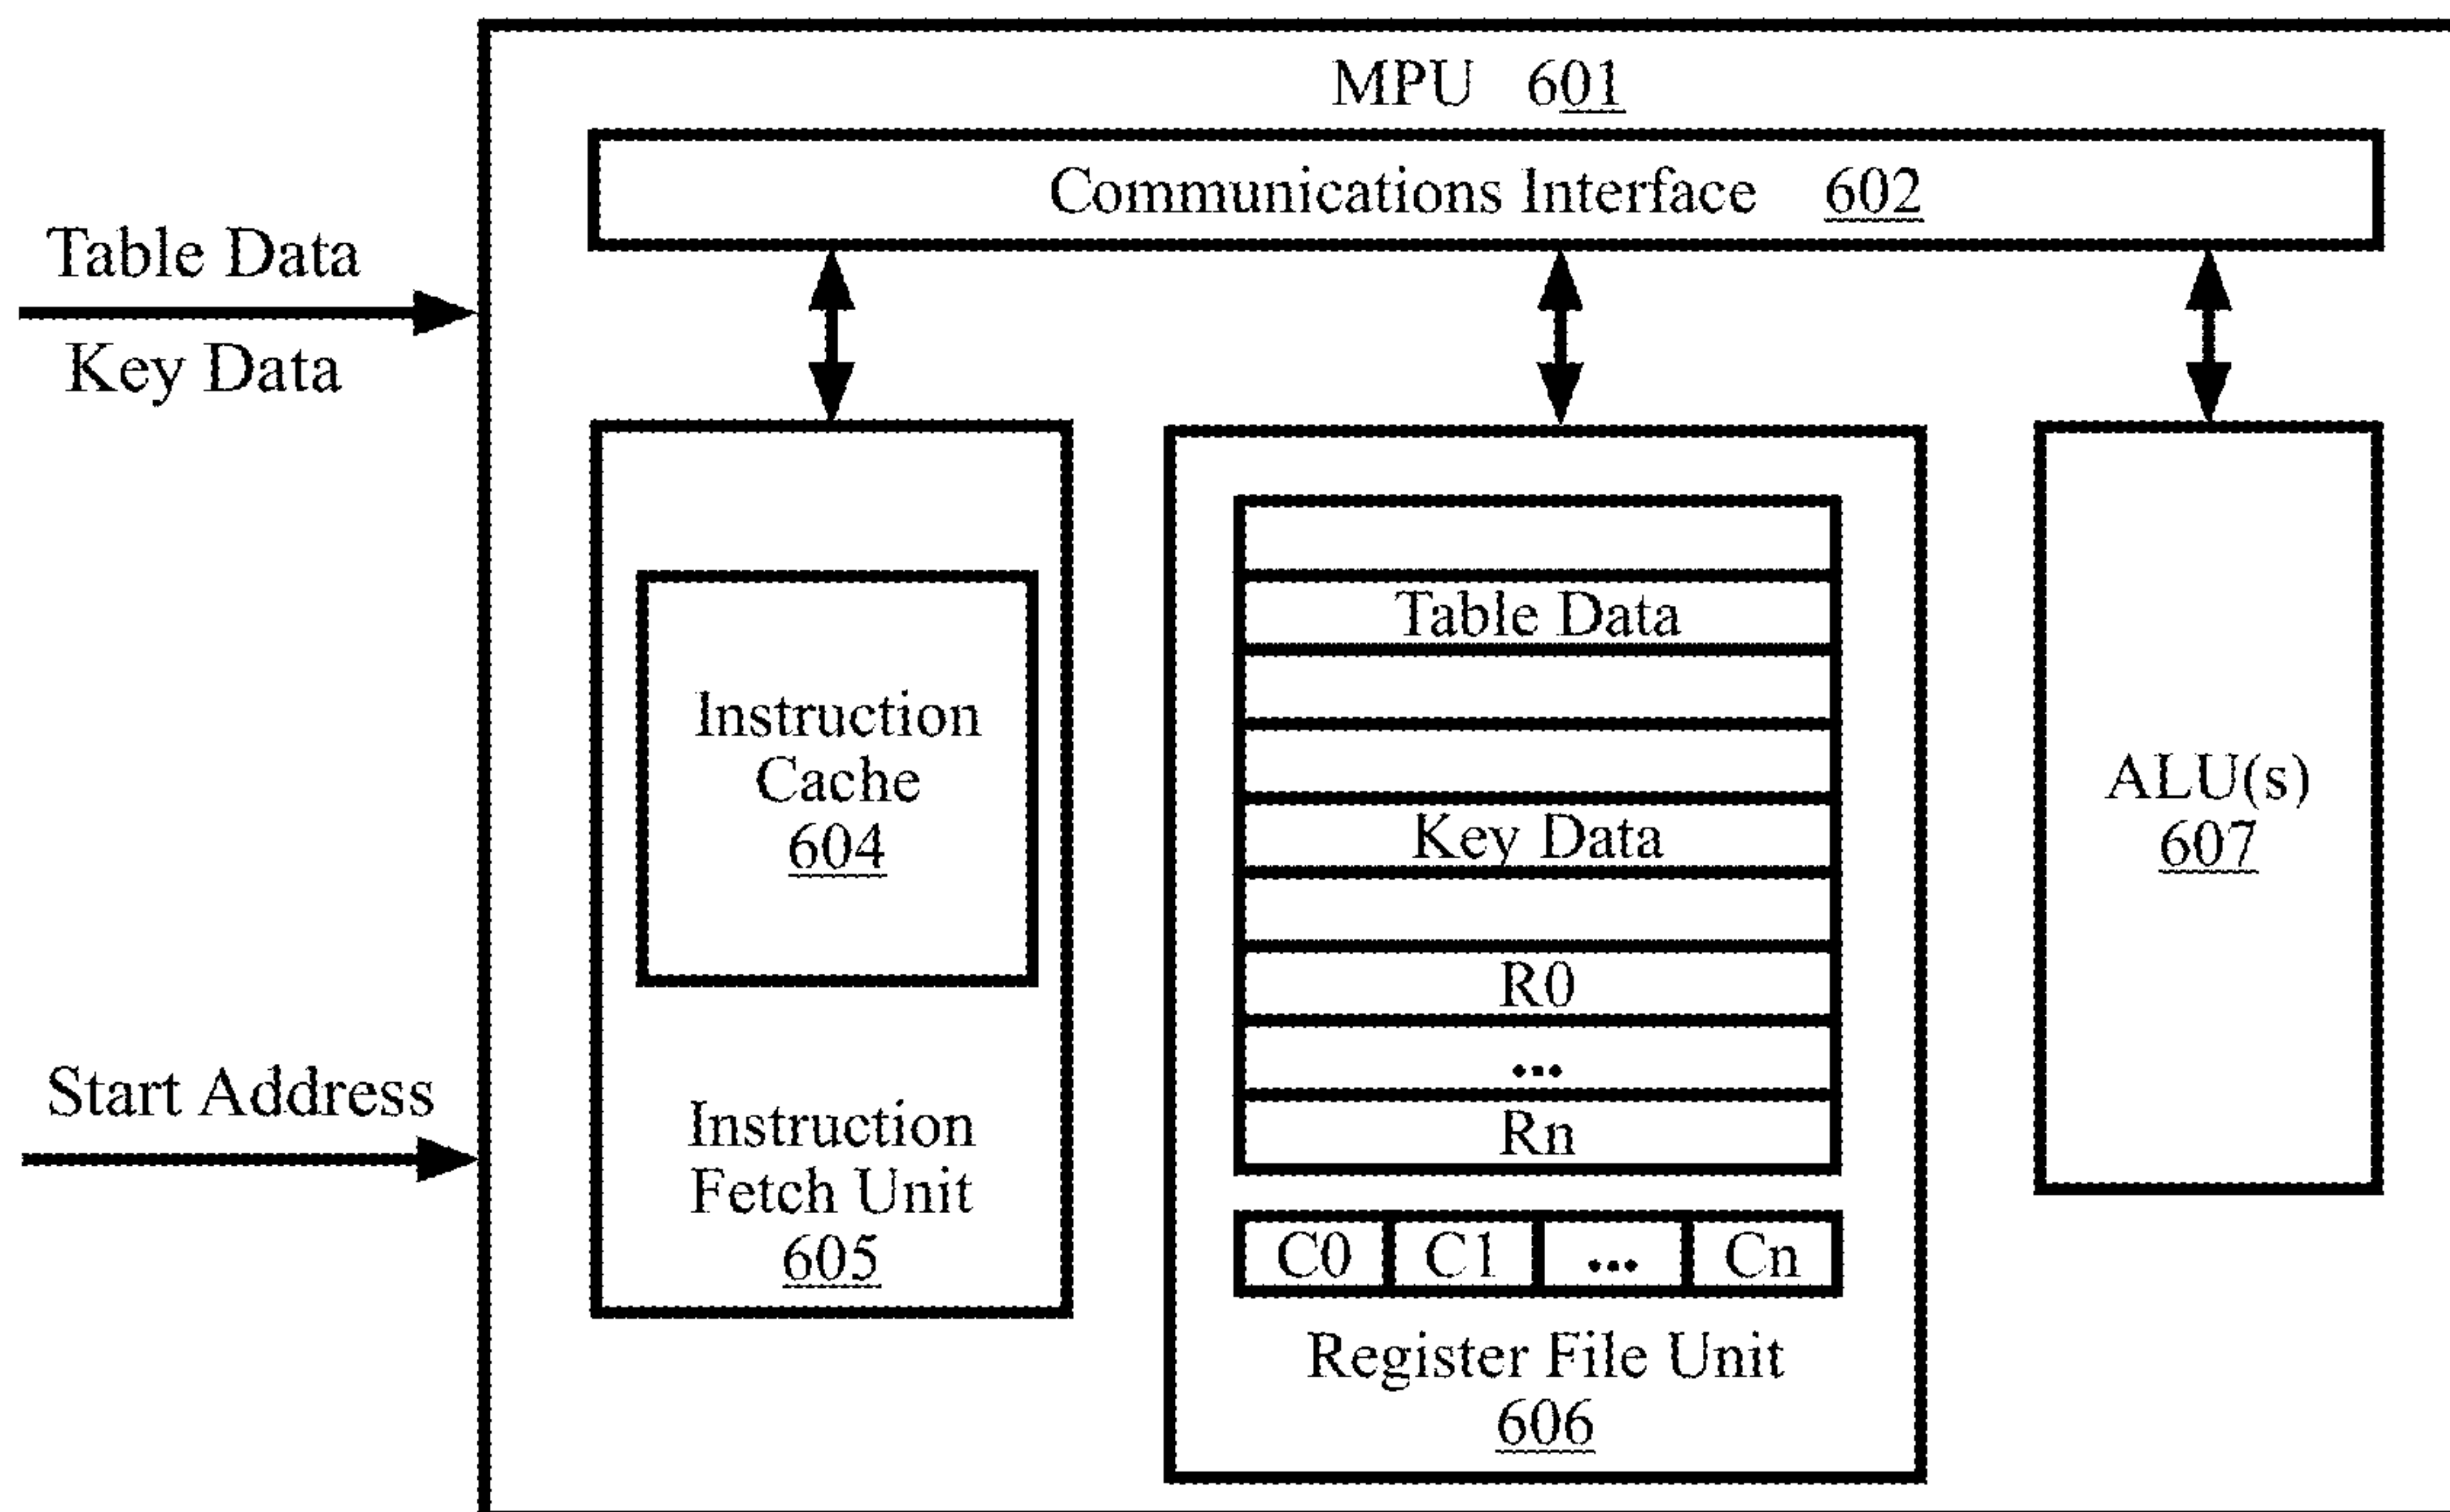 MPU 601
Communications Interface 602
Table Data
Key Data
Start Address
Instruction
Cache
604
Instruction
Fetch Unit
605
Table Data
Key Data
R0
...
Rn
C0 C1 ... Cn
Register File Unit
606
ALU(s)
607